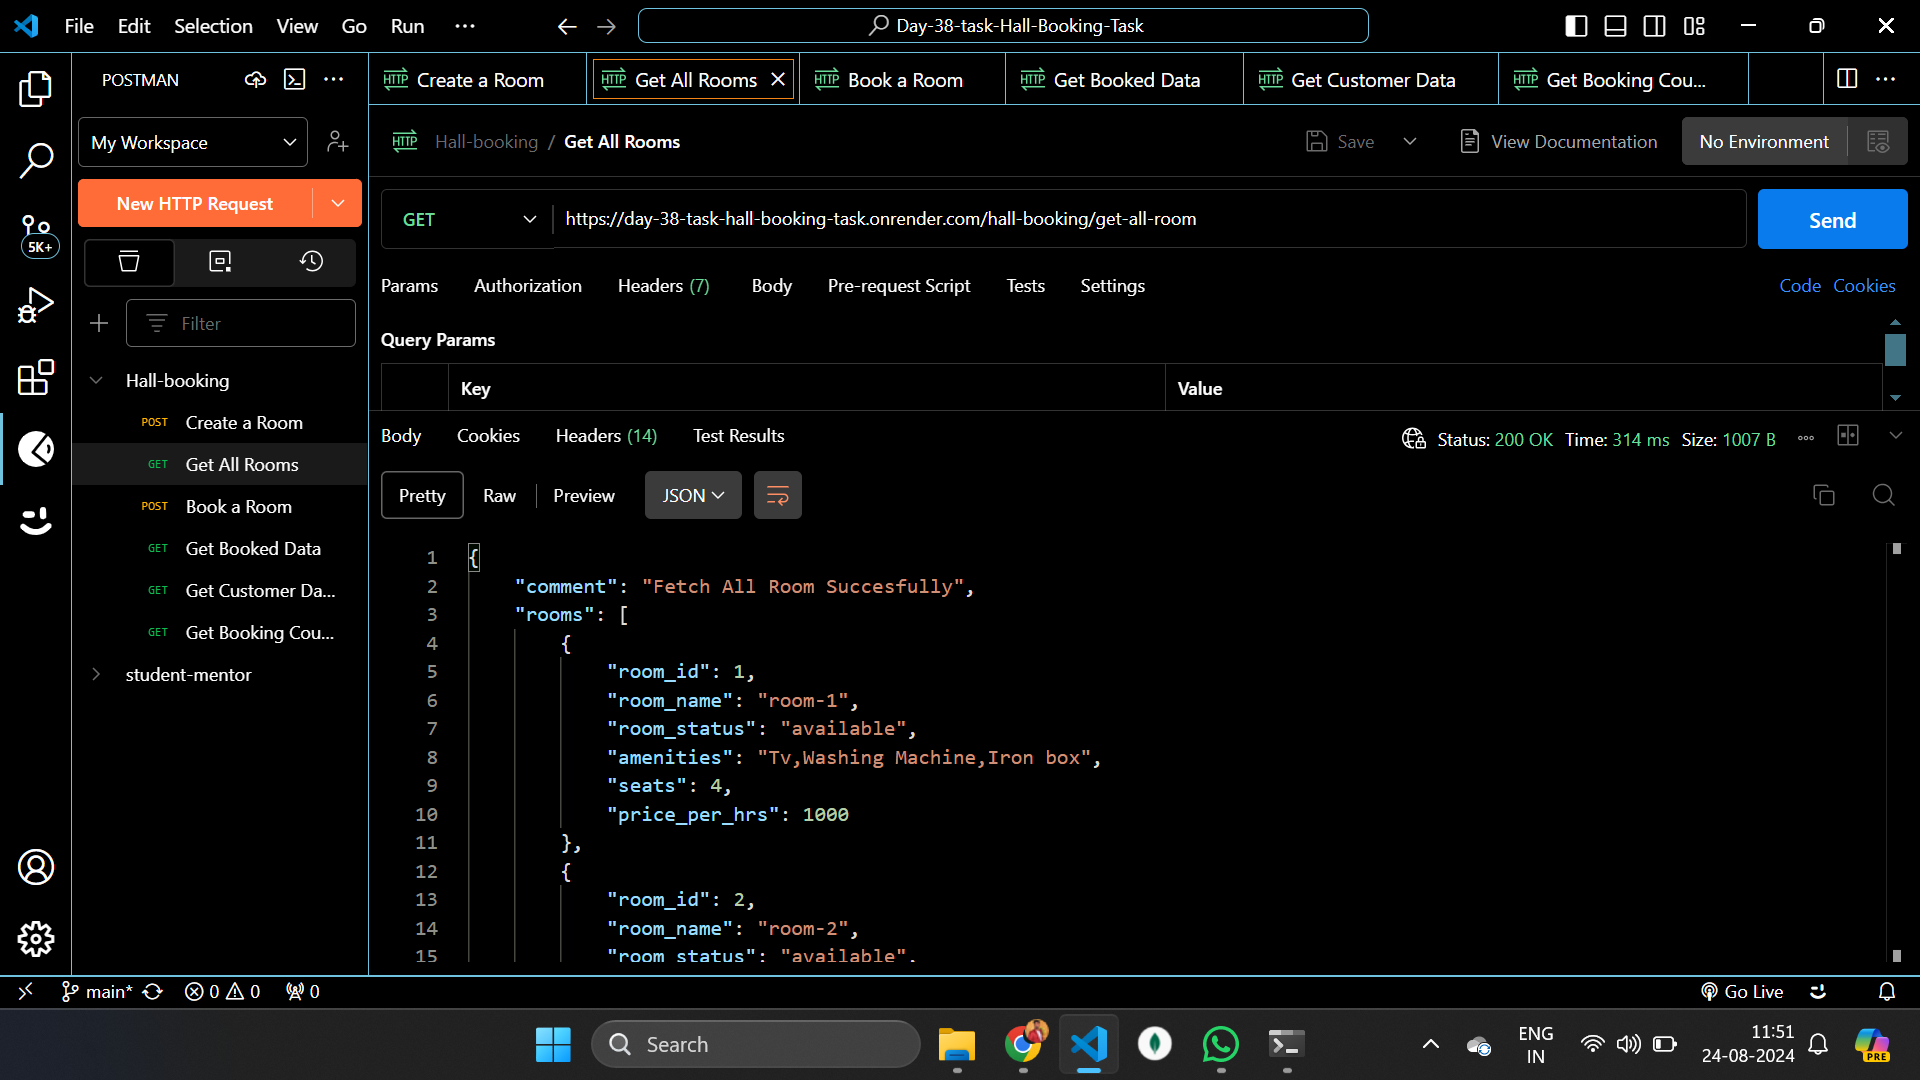 File Edit Selection View Go Run ···
Day-38-task-Hall-Booking-Task
POSTMAN
HTTP Create a Room
HTTP Get All Rooms
HTTP Book a Room
HTTP Get Booked Data
HTTP Get Customer Data
HTTP Get Booking Cou...
My Workspace
HTTP Hall-booking / Get All Rooms
Save
View Documentation
No Environment
New HTTP Request
GET
https://day-38-task-hall-booking-task.onrender.com/hall-booking/get-all-room
Send
5K+
Params Authorization Headers (7) Body Pre-request Script Tests Settings
Code Cookies
Filter
Query Params
Key Value
Hall-booking
POST Create a Room
GET Get All Rooms
POST Book a Room
GET Get Booked Data
GET Get Customer Da...
GET Get Booking Cou...
student-mentor
Body Cookies Headers (14) Test Results
Status: 200 OK Time: 314 ms Size: 1007 B
Pretty Raw Preview JSON
1 {
2 "comment": "Fetch All Room Succesfully",
3 "rooms": [
4 {
5 "room_id": 1,
6 "room_name": "room-1",
7 "room_status": "available",
8 "amenities": "Tv,Washing Machine,Iron box",
9 "seats": 4,
10 "price_per_hrs": 1000
11 },
12 {
13 "room_id": 2,
14 "room_name": "room-2",
15 "room_status": "available",
main* 0 0 0
Go Live
Search
ENG
IN
11:51
24-08-2024
PRE